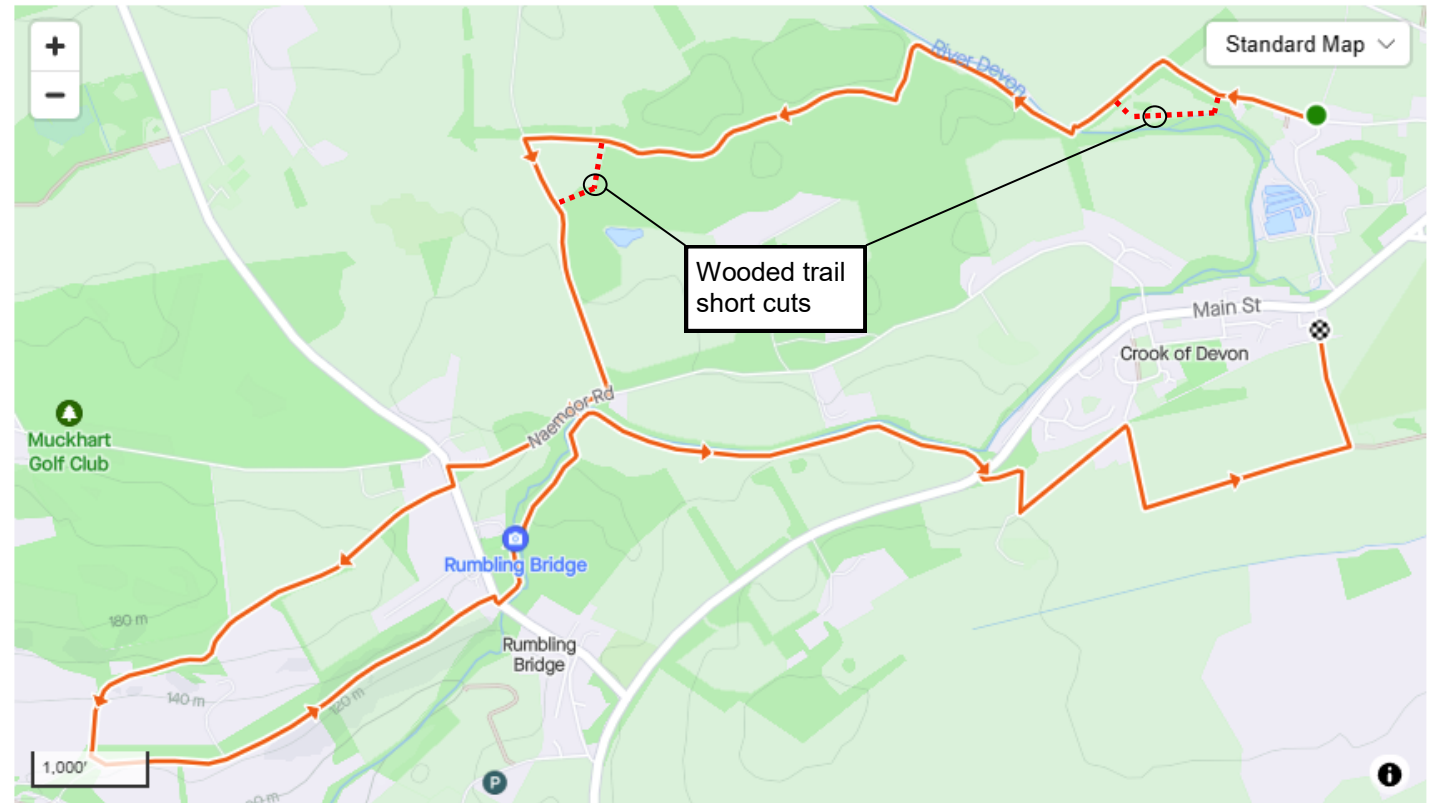 +
−
Standard Map
River Devon
Wooded trail
short cuts
Main St
Crook of Devon
Naemoor Rd
Muckhart
Golf Club
Rumbling Bridge
180 m
Rumbling
Bridge
140 m
120 m
1,000'
P